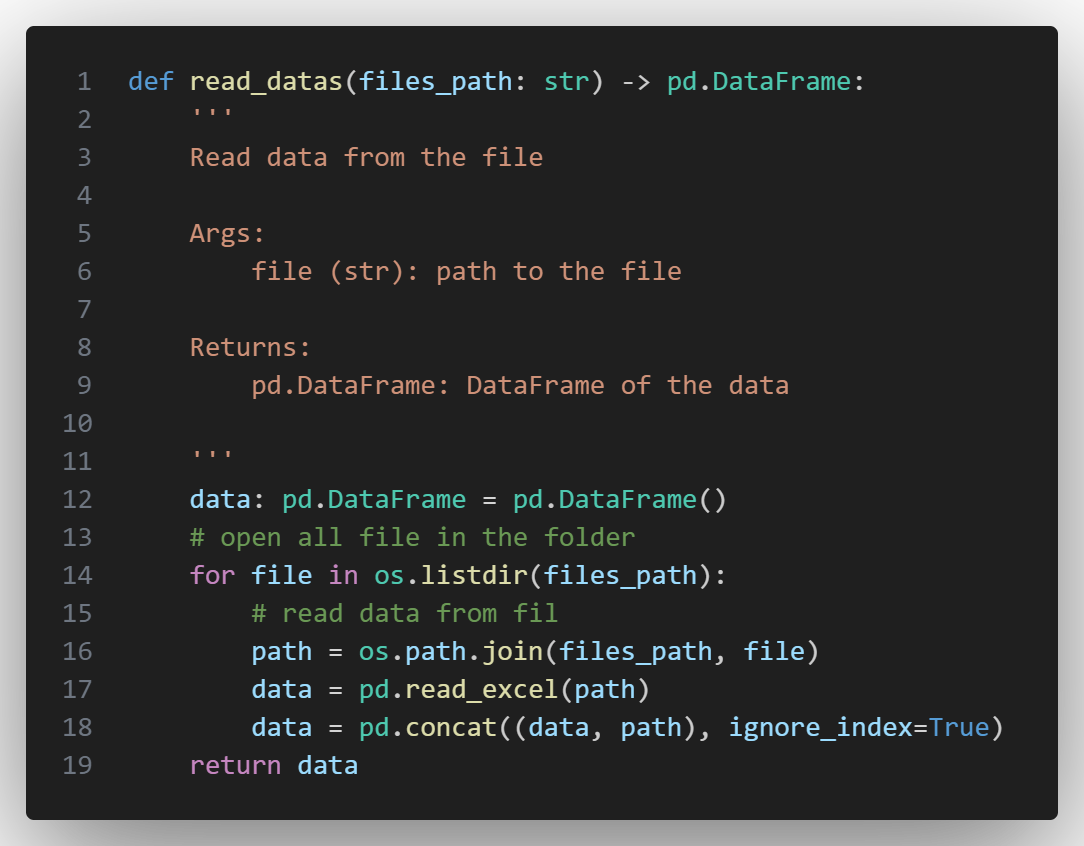 1 def read_datas(files_path: str) -> pd.DataFrame:
2     '''
3     Read data from the file
4
5     Args:
6         file (str): path to the file
7
8     Returns:
9         pd.DataFrame: DataFrame of the data
10
11     '''
12     data: pd.DataFrame = pd.DataFrame()
13     # open all file in the folder
14     for file in os.listdir(files_path):
15         # read data from fil
16         path = os.path.join(files_path, file)
17         data = pd.read_excel(path)
18         data = pd.concat((data, path), ignore_index=True)
19     return data